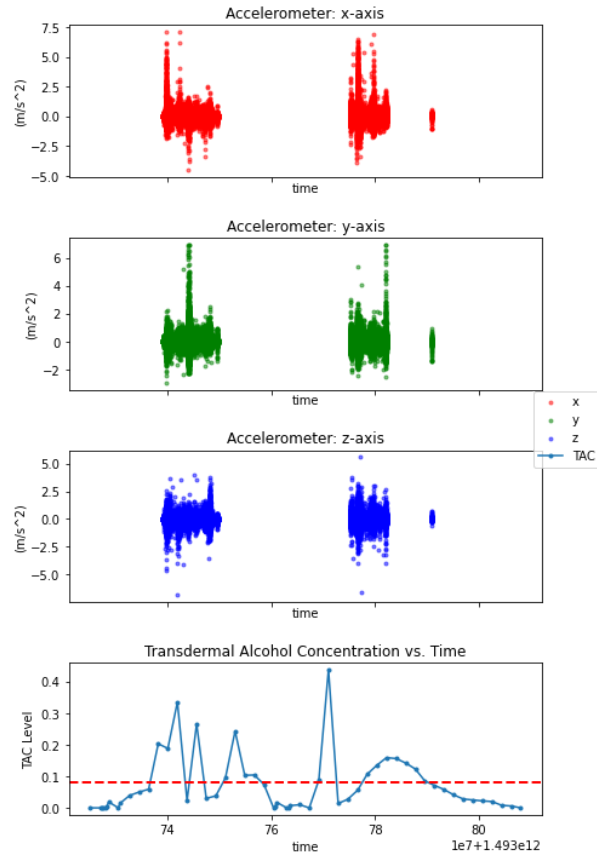 Accelerometer: x-axis
7.5
5.0
2.5
0.0
−2.5
−5.0
(m/s^2)
time
Accelerometer: y-axis
6
4
2
0
−2
(m/s^2)
time
x
y
z
TAC
Accelerometer: z-axis
5.0
2.5
0.0
−2.5
−5.0
(m/s^2)
time
Transdermal Alcohol Concentration vs. Time
0.4
0.3
0.2
0.1
0.0
TAC Level
74
76
78
80
time
1e7+1.493e12